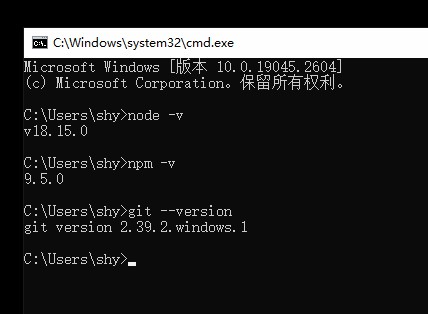 C:\Windows\system32\cmd.exe
Microsoft Windows [版本 10.0.19045.2604]
(c) Microsoft Corporation。保留所有权利。
C:\Users\shy>node -v
v18.15.0
C:\Users\shy>npm -v
9.5.0
C:\Users\shy>git --version
git version 2.39.2.windows.1
C:\Users\shy>